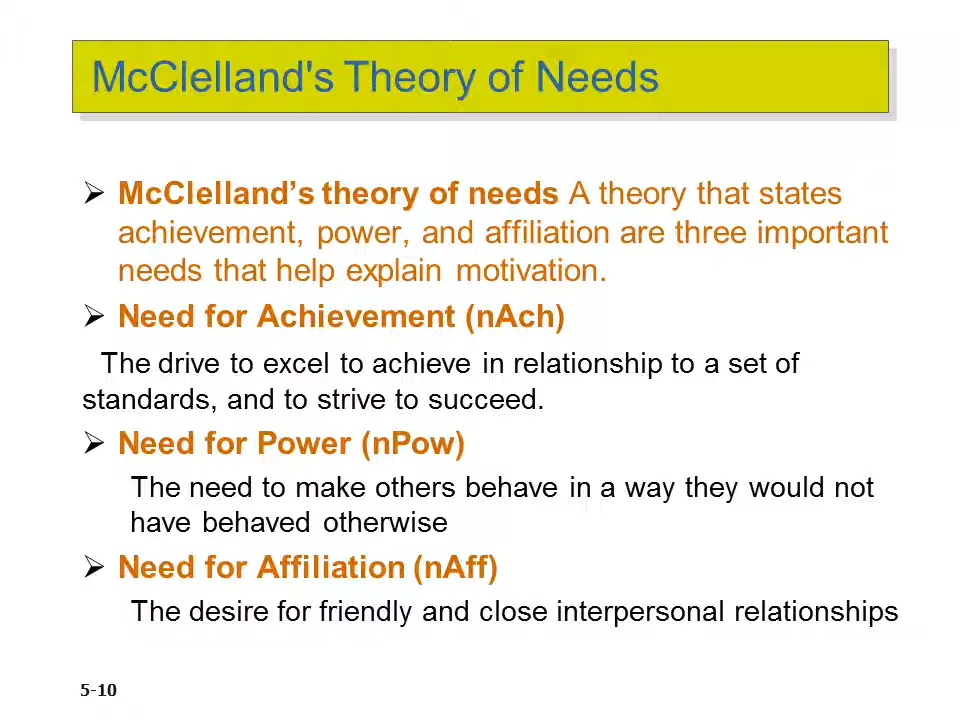 McClelland's Theory of Needs
➢ McClelland’s theory of needs A theory that states
achievement, power, and affiliation are three important
needs that help explain motivation.
➢ Need for Achievement (nAch)
The drive to excel to achieve in relationship to a set of
standards, and to strive to succeed.
➢ Need for Power (nPow)
The need to make others behave in a way they would not
have behaved otherwise
➢ Need for Affiliation (nAff)
The desire for friendly and close interpersonal relationships
5-10